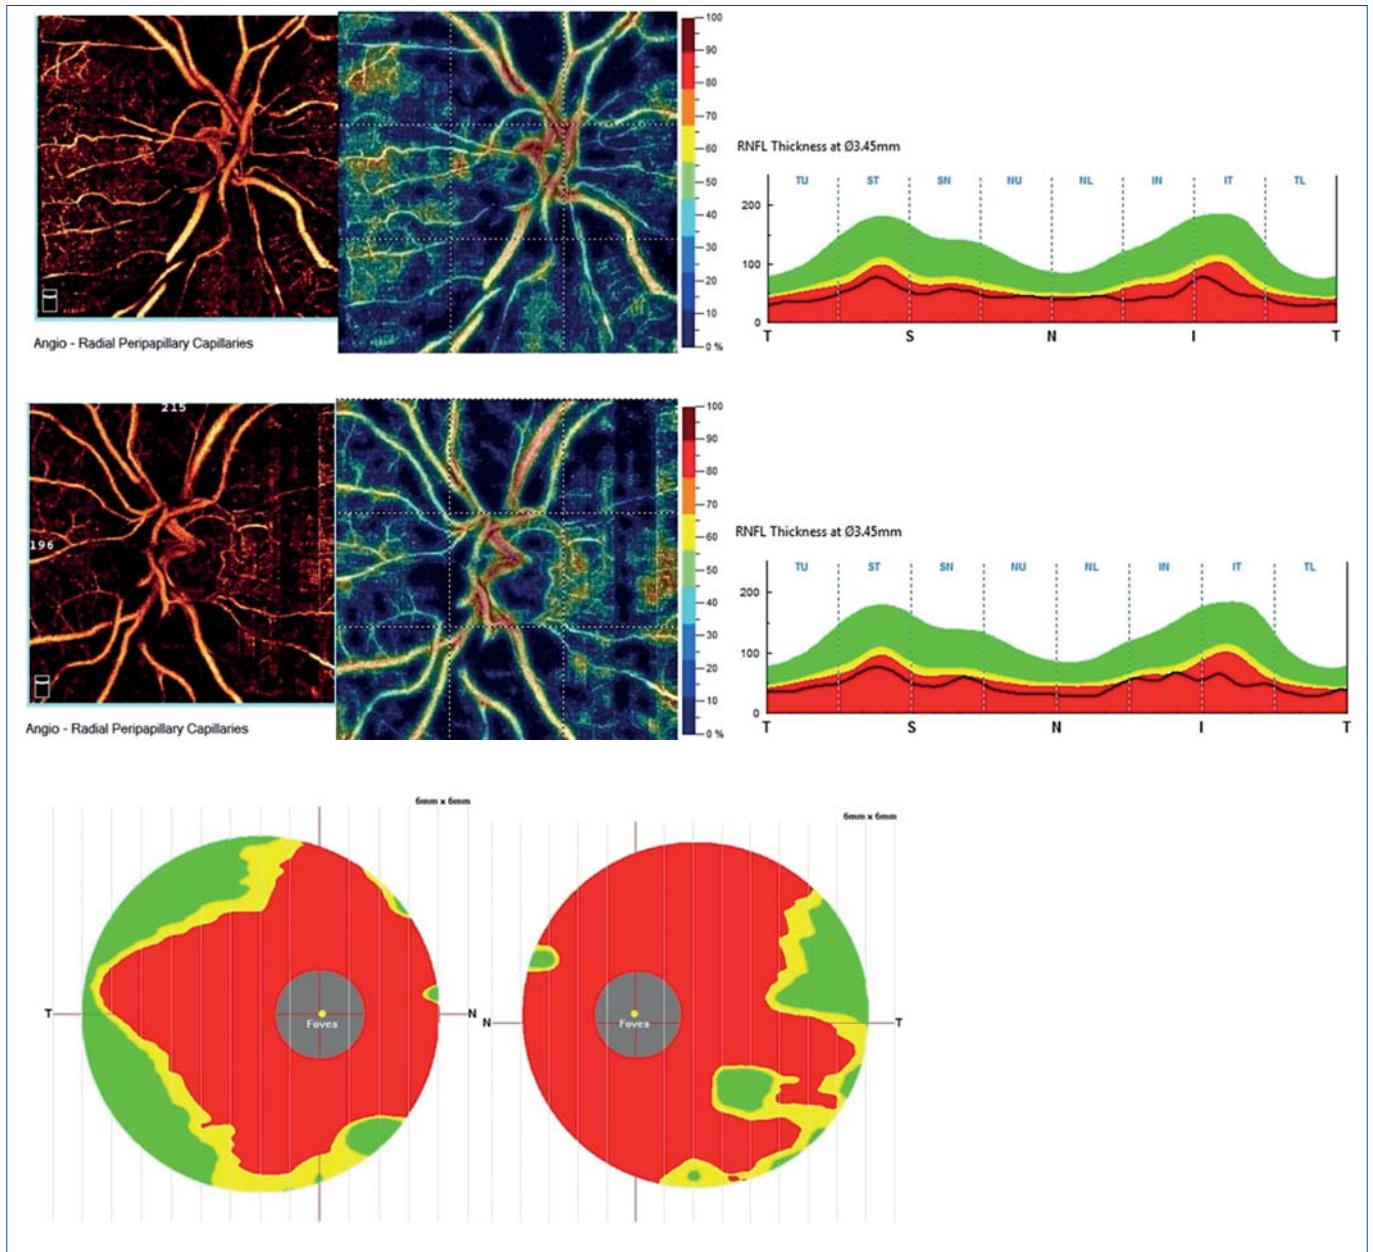 100
90
80
70
60
50
40
30
20
10
0 %
Angio - Radial Peripapillary Capillaries
RNFL Thickness at Ø3.45mm
TU ST SN NU NL IN IT TL
200
100
0
T S N I T
215
196
100
90
80
70
60
50
40
30
20
10
0 %
Angio - Radial Peripapillary Capillaries
RNFL Thickness at Ø3.45mm
TU ST SN NU NL IN IT TL
200
100
0
T S N I T
6mm x 6mm
T
Fovea
N
6mm x 6mm
N
Fovea
T